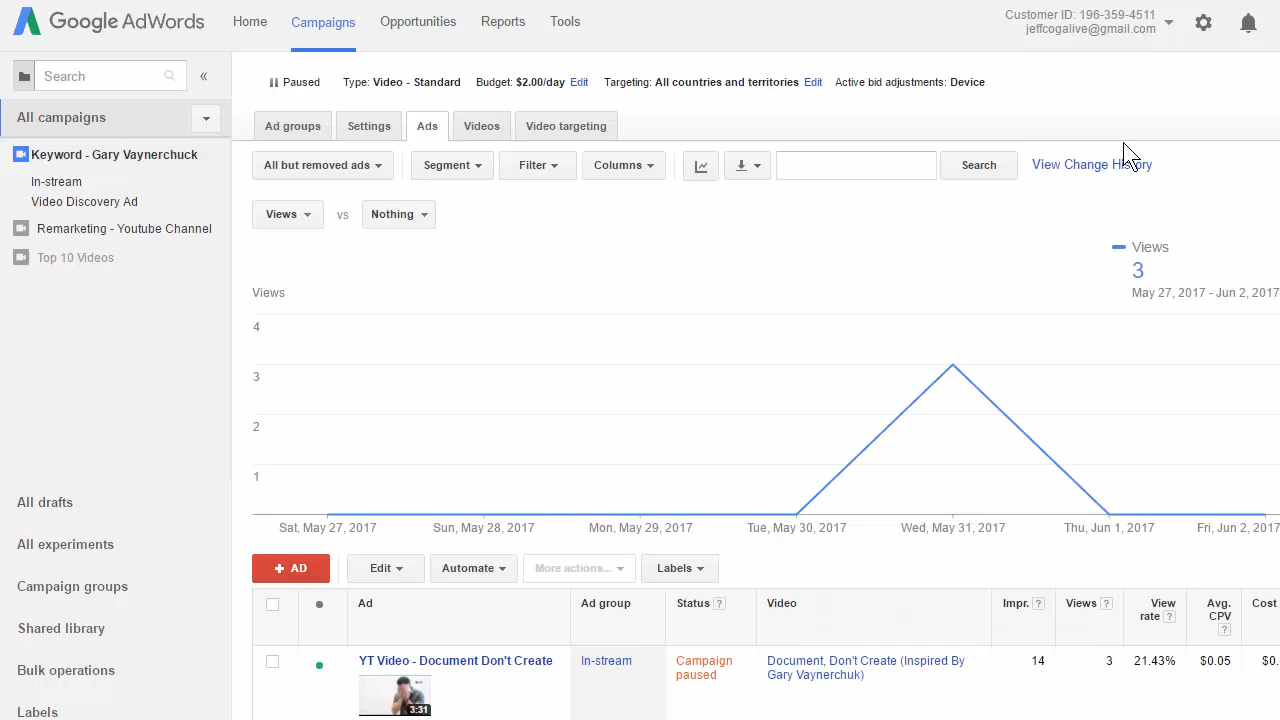 Google AdWords
Home Campaigns Opportunities Reports Tools
Customer ID: 196-359-4511
jeffcogalive@gmail.com
Search «
All campaigns
Keyword - Gary Vaynerchuck
In-stream
Video Discovery Ad
Remarketing - Youtube Channel
Top 10 Videos
All drafts
All experiments
Campaign groups
Shared library
Bulk operations
Labels
Paused Type: Video - Standard Budget: $2.00/day Edit Targeting: All countries and territories Edit Active bid adjustments: Device
Ad groups Settings Ads Videos Video targeting
All but removed ads Segment Filter Columns Search View Change History
Views vs Nothing
Views
3
May 27, 2017 - Jun 2, 2017
Views
4
3
2
1
Sat, May 27, 2017 Sun, May 28, 2017 Mon, May 29, 2017 Tue, May 30, 2017 Wed, May 31, 2017 Thu, Jun 1, 2017 Fri, Jun 2, 2017
+ AD Edit Automate More actions... Labels
Ad Ad group Status ? Video Impr. ? Views ? View rate ? Avg. CPV ? Cost
YT Video - Document Don't Create In-stream Campaign paused Document, Don't Create (Inspired By Gary Vaynerchuk) 14 3 21.43% $0.05 $0.
3:31